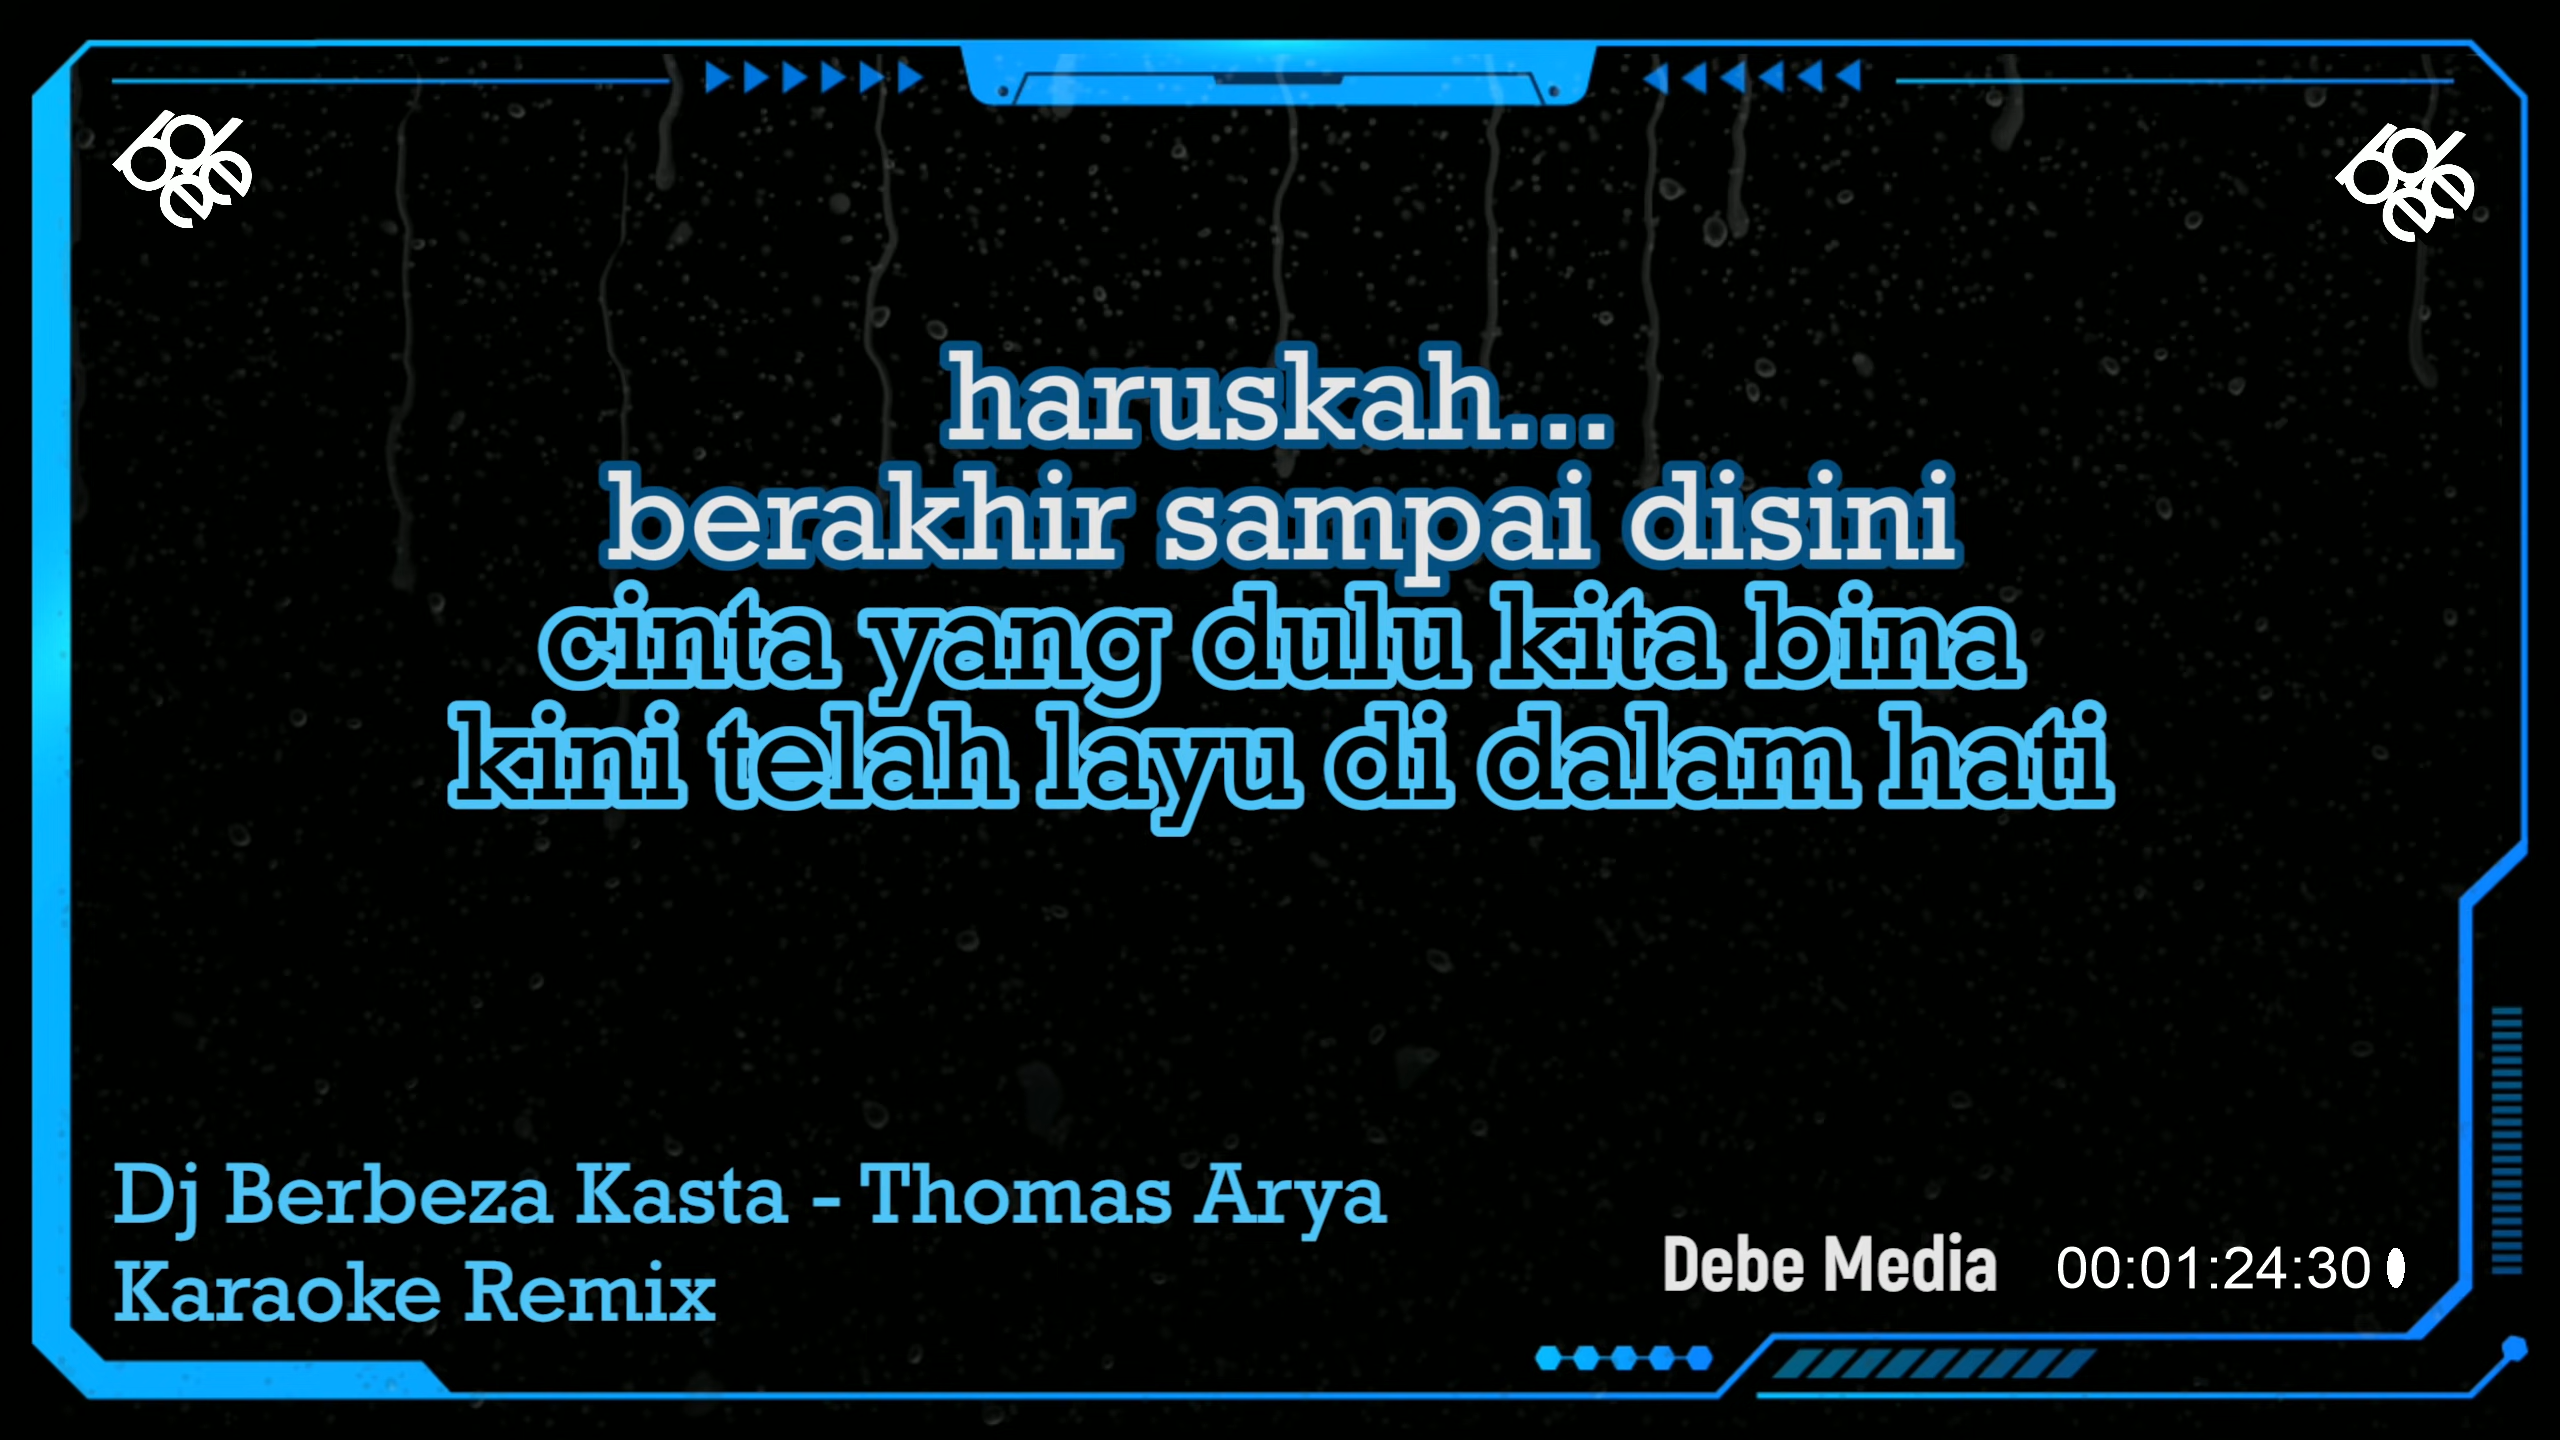 haruskah...
berakhir sampai disini
cinta yang dulu kita bina
kini telah layu di dalam hati
Dj Berbeza Kasta - Thomas Arya
Karaoke Remix
Debe Media
00:01:24:30